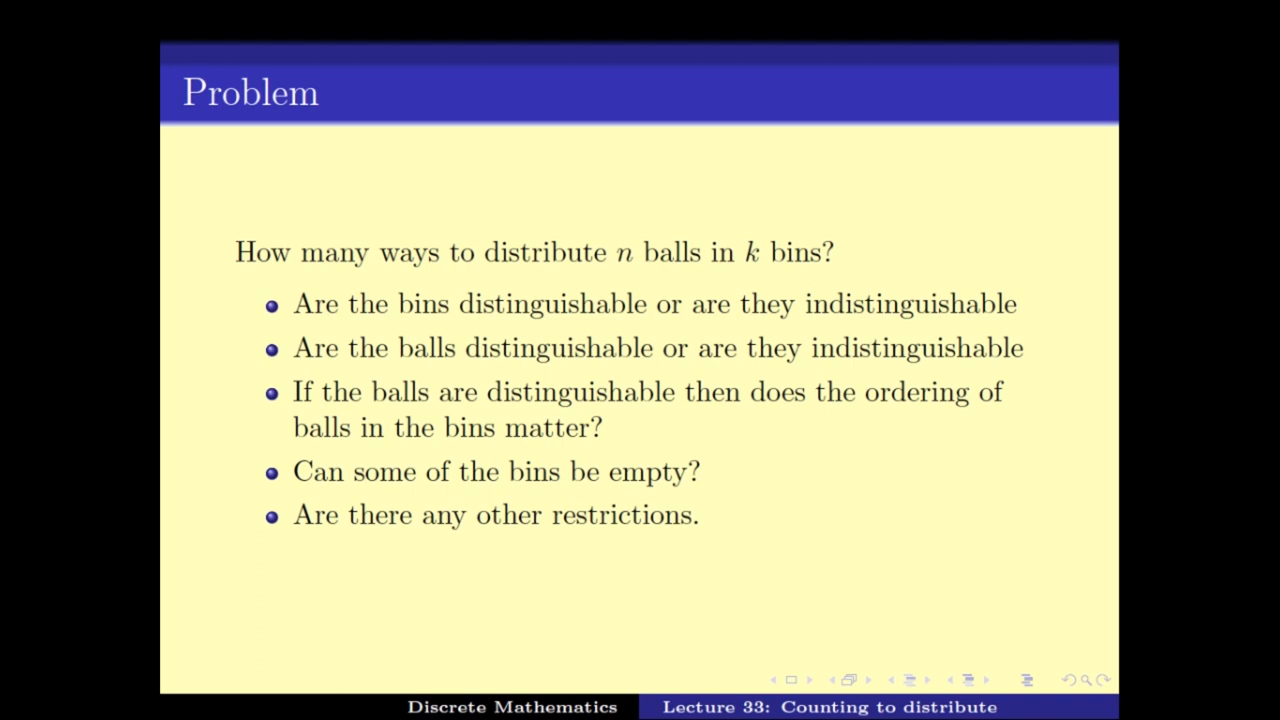 Problem
How many ways to distribute n balls in k bins?
Are the bins distinguishable or are they indistinguishable
Are the balls distinguishable or are they indistinguishable
If the balls are distinguishable then does the ordering of
balls in the bins matter?
Can some of the bins be empty?
Are there any other restrictions.
Discrete Mathematics
Lecture 33: Counting to distribute